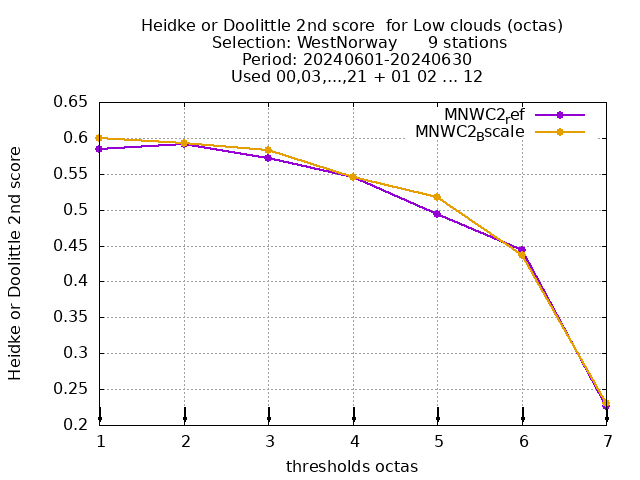 Heidke or Doolittle 2nd score  for Low clouds (octas)
Selection: WestNorway      9 stations
Period: 20240601-20240630
Used 00,03,...,21 + 01 02 ... 12
MNWC2_ref
MNWC2_Bscale
0.65
0.6
0.55
0.5
0.45
0.4
0.35
0.3
0.25
0.2
Heidke or Doolittle 2nd score
1 2 3 4 5 6 7
thresholds octas